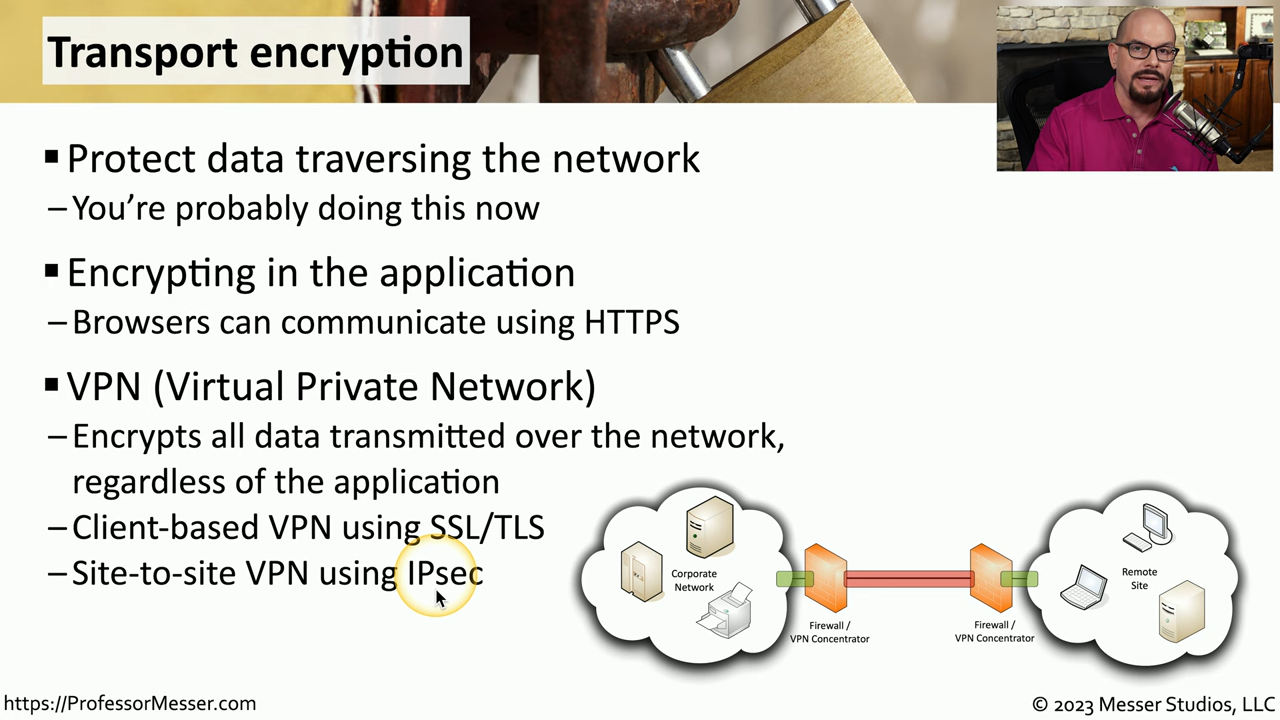 Transport encryption
▪ Protect data traversing the network
– You're probably doing this now
▪ Encrypting in the application
– Browsers can communicate using HTTPS
▪ VPN (Virtual Private Network)
– Encrypts all data transmitted over the network,
regardless of the application
– Client-based VPN using SSL/TLS
– Site-to-site VPN using IPsec
Corporate
Network
Firewall /
VPN Concentrator
Firewall /
VPN Concentrator
Remote
Site
https://ProfessorMesser.com
© 2023 Messer Studios, LLC